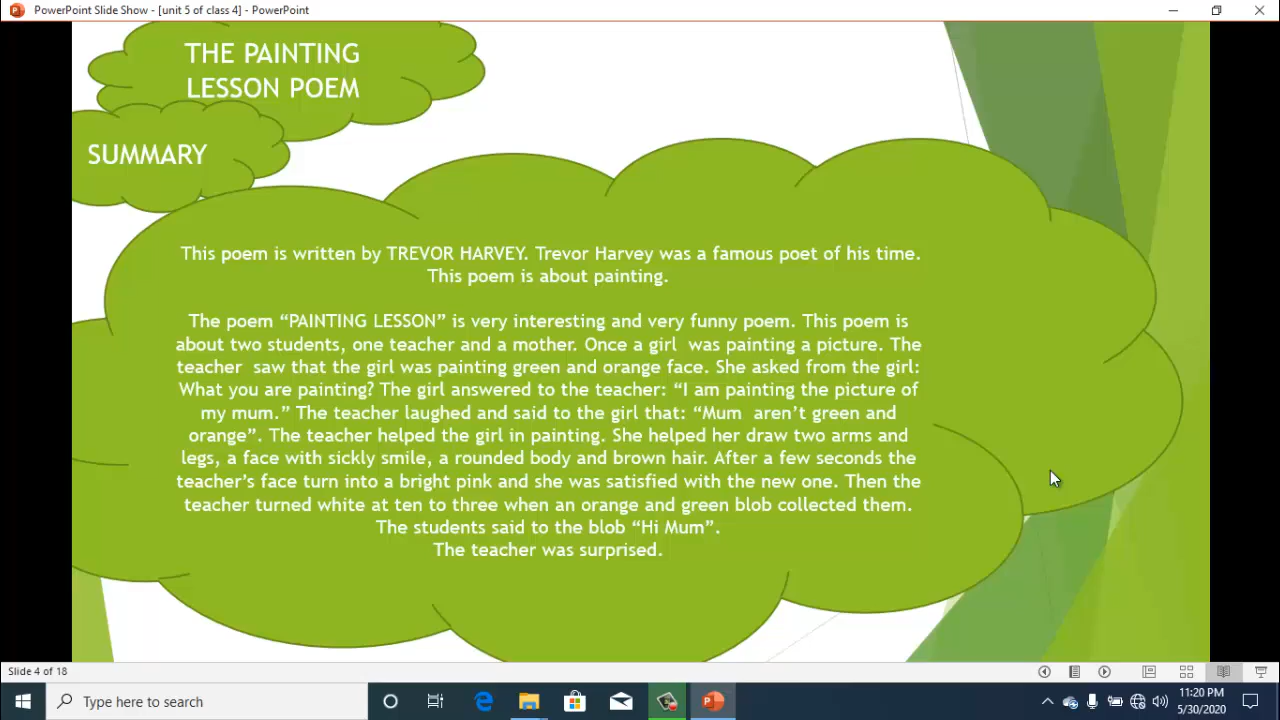 PowerPoint Slide Show - [unit 5 of class 4] - PowerPoint
THE PAINTING
LESSON POEM
SUMMARY
This poem is written by TREVOR HARVEY. Trevor Harvey was a famous poet of his time.
This poem is about painting.
The poem “PAINTING LESSON” is very interesting and very funny poem. This poem is
about two students, one teacher and a mother. Once a girl was painting a picture. The
teacher saw that the girl was painting green and orange face. She asked from the girl:
What you are painting? The girl answered to the teacher: “I am painting the picture of
my mum.” The teacher laughed and said to the girl that: “Mum aren’t green and
orange”. The teacher helped the girl in painting. She helped her draw two arms and
legs, a face with sickly smile, a rounded body and brown hair. After a few seconds the
teacher’s face turn into a bright pink and she was satisfied with the new one. Then the
teacher turned white at ten to three when an orange and green blob collected them.
The students said to the blob “Hi Mum”.
The teacher was surprised.
Slide 4 of 18
Type here to search
11:20 PM
5/30/2020